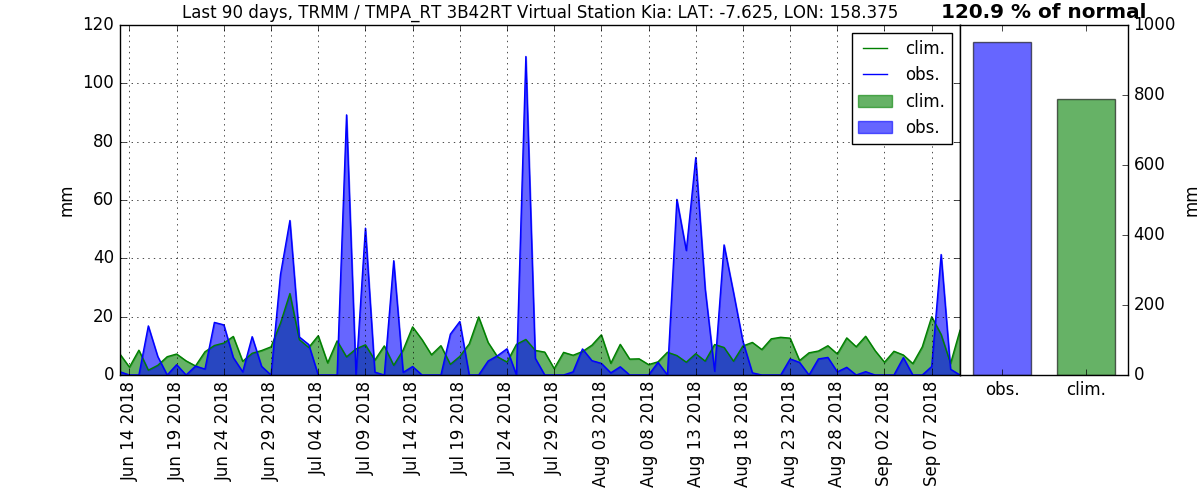 Last 90 days, TRMM / TMPA_RT 3B42RT Virtual Station Kia: LAT: -7.625, LON: 158.375
120.9 % of normal
120
100
80
60
40
20
0
mm
clim.
obs.
clim.
obs.
1000
800
600
400
200
0
mm
Jun 14 2018
Jun 19 2018
Jun 24 2018
Jun 29 2018
Jul 04 2018
Jul 09 2018
Jul 14 2018
Jul 19 2018
Jul 24 2018
Jul 29 2018
Aug 03 2018
Aug 08 2018
Aug 13 2018
Aug 18 2018
Aug 23 2018
Aug 28 2018
Sep 02 2018
Sep 07 2018
obs.
clim.